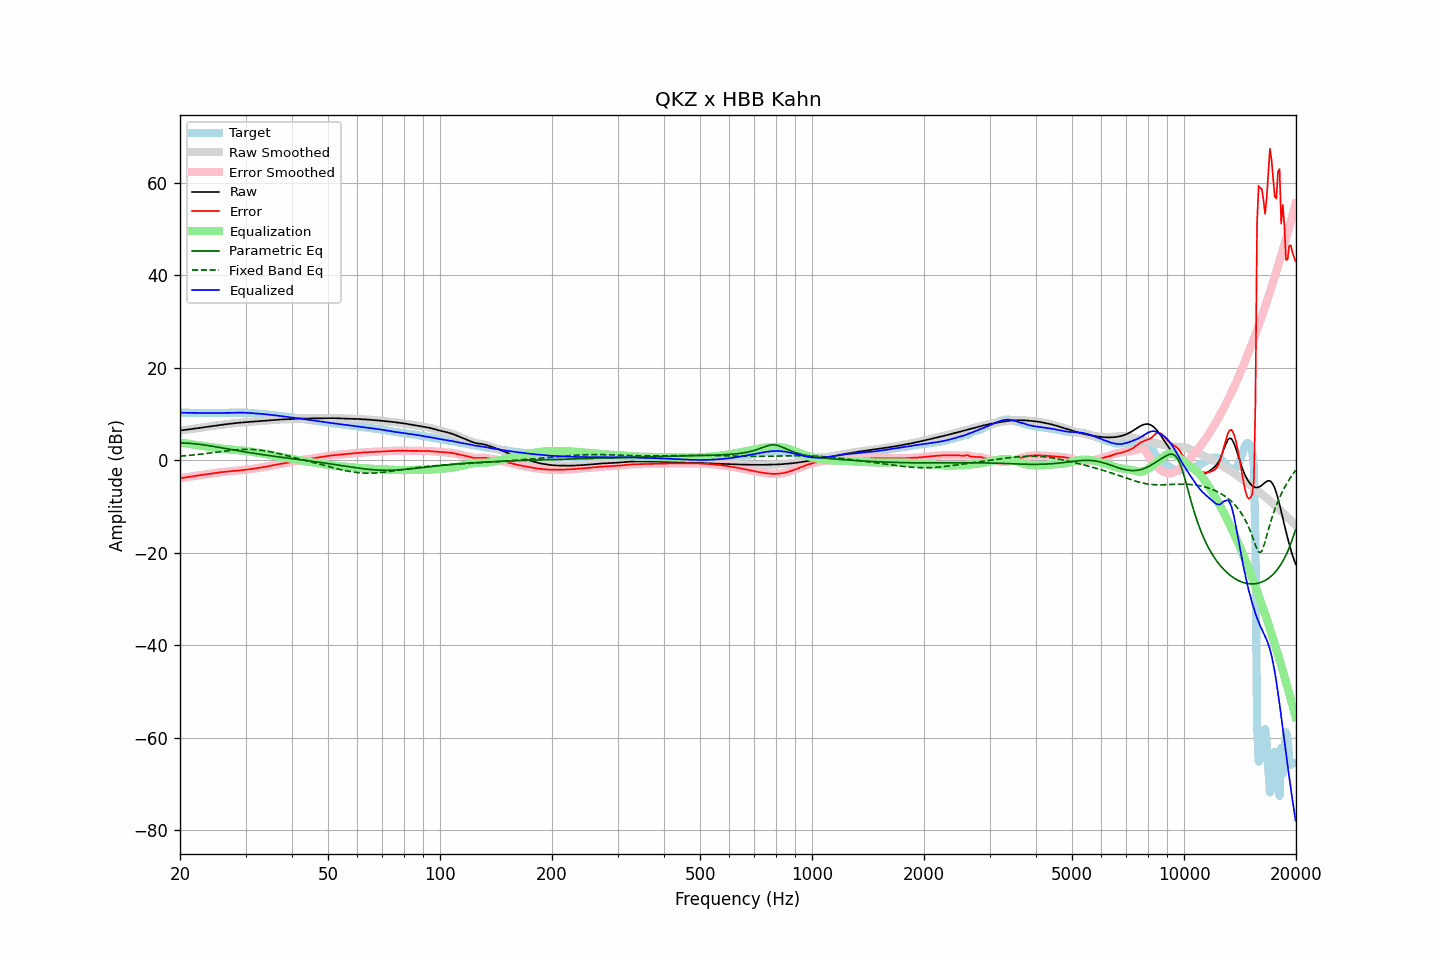 QKZ x HBB Kahn
Target
Raw Smoothed
Error Smoothed
Raw
Error
Equalization
Parametric Eq
Fixed Band Eq
Equalized
60
40
20
0
−20
−40
−60
−80
Amplitude (dBr)
20 50 100 200 500 1000 2000 5000 10000 20000
Frequency (Hz)